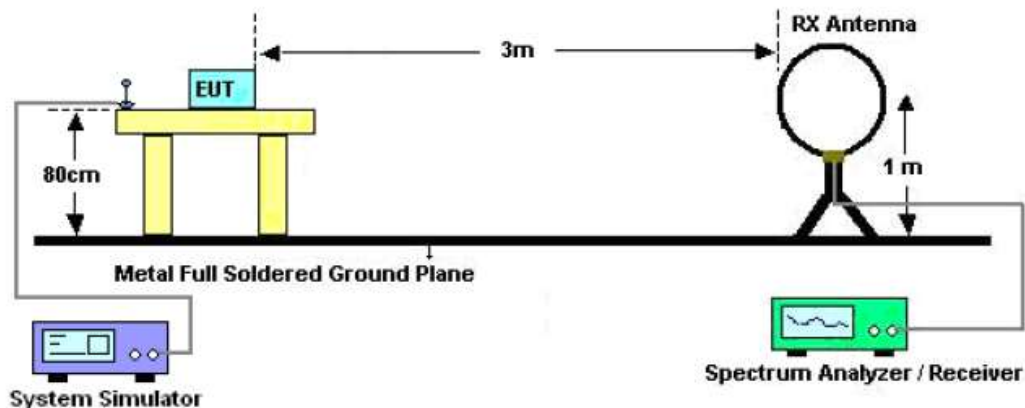 RX Antenna
3m
EUT
80cm
1 m
Metal Full Soldered Ground Plane
System Simulator
Spectrum Analyzer / Receiver